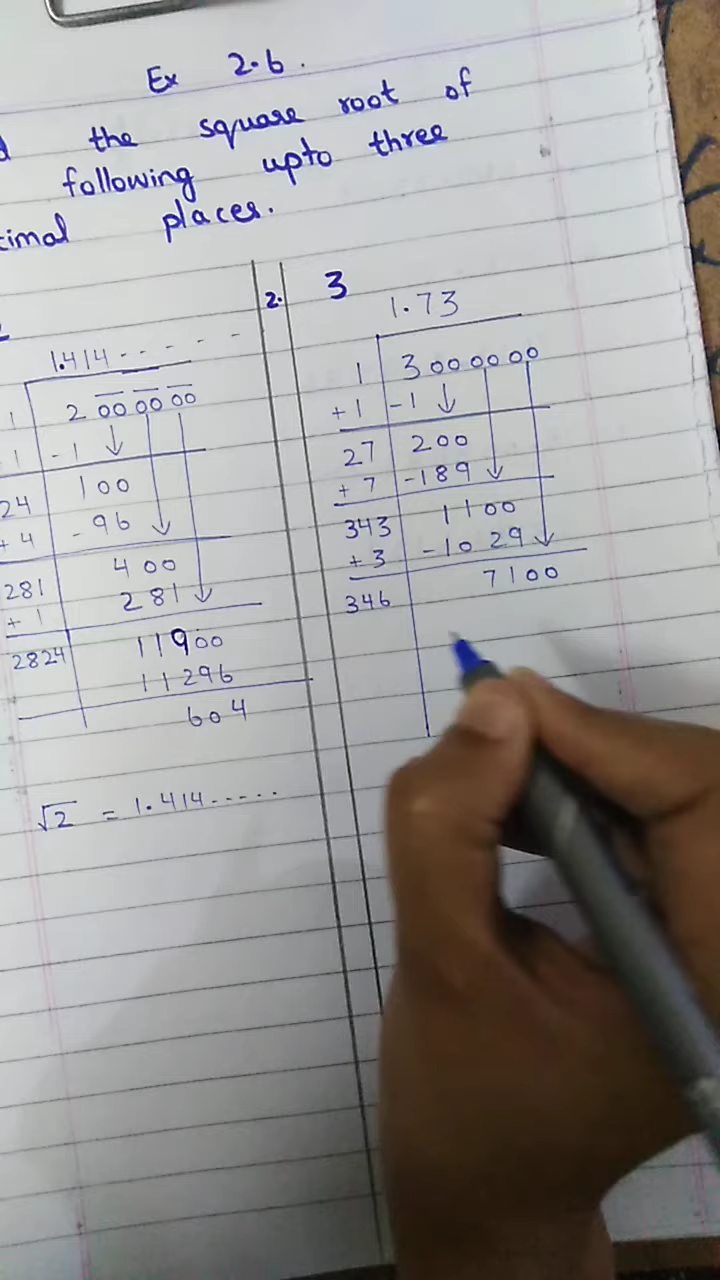 Ex 2.6.
the square root of
following upto three
places.
1.414-----
1 2 00 00 00
1 -1
24 100
+4 -96
281 400
+1 281
2824 11900
11296
604
√2 = 1.414.....
2. 3
1.73
1 3 00 00 00
+1 -1
27 200
+7 -189
343 1100
+3 -1029
346 7100